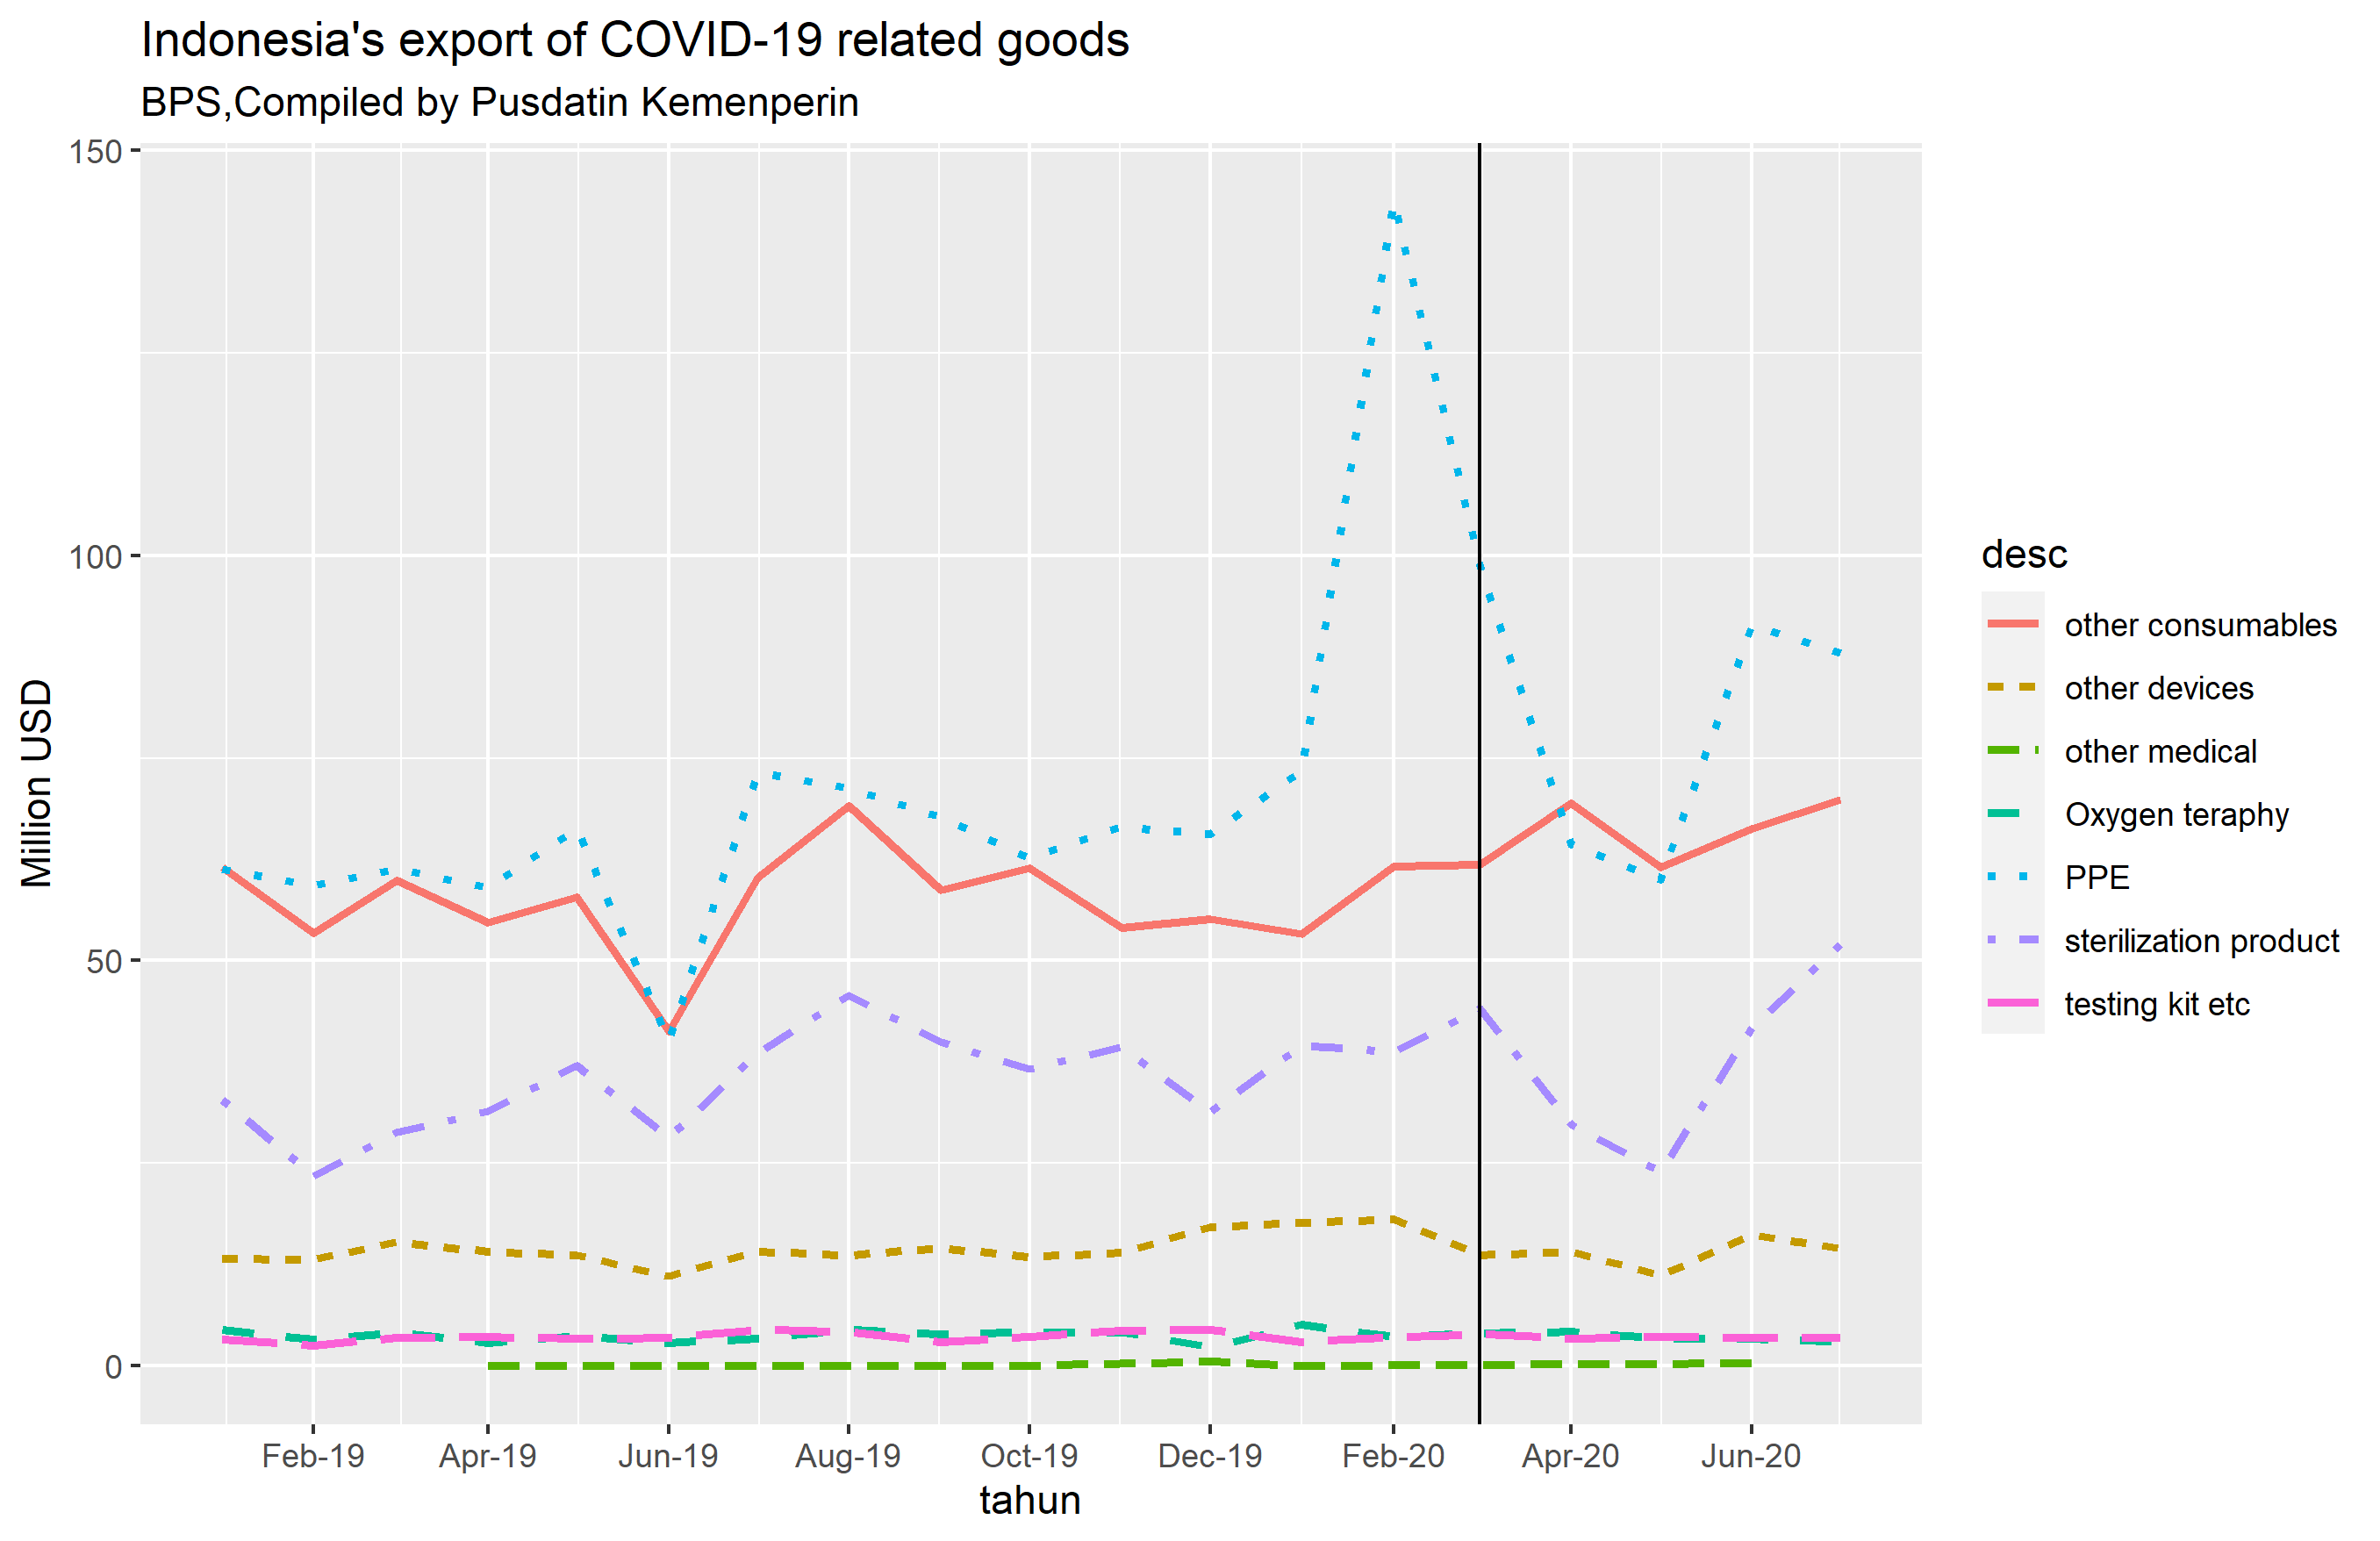 Indonesia's export of COVID-19 related goods
BPS,Compiled by Pusdatin Kemenperin
150
100
50
0
Million USD
Feb-19
Apr-19
Jun-19
Aug-19
Oct-19
Dec-19
Feb-20
Apr-20
Jun-20
tahun
desc
other consumables
other devices
other medical
Oxygen teraphy
PPE
sterilization product
testing kit etc